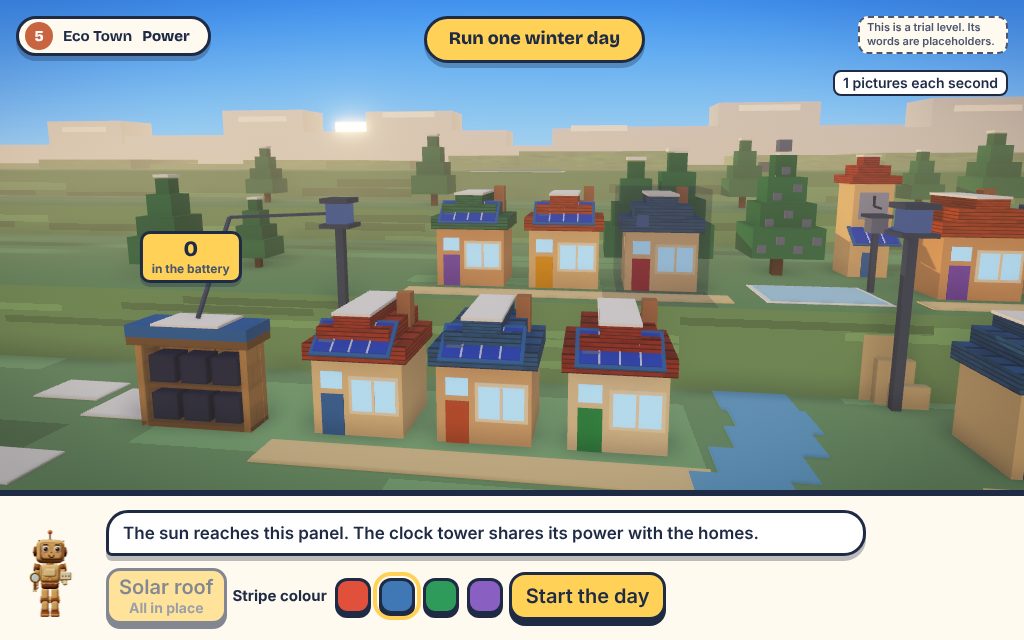 5 Eco Town Power
Run one winter day
This is a trial level. Its
words are placeholders.
1 pictures each second
0
in the battery
The sun reaches this panel. The clock tower shares its power with the homes.
Solar roof
All in place
Stripe colour
Start the day